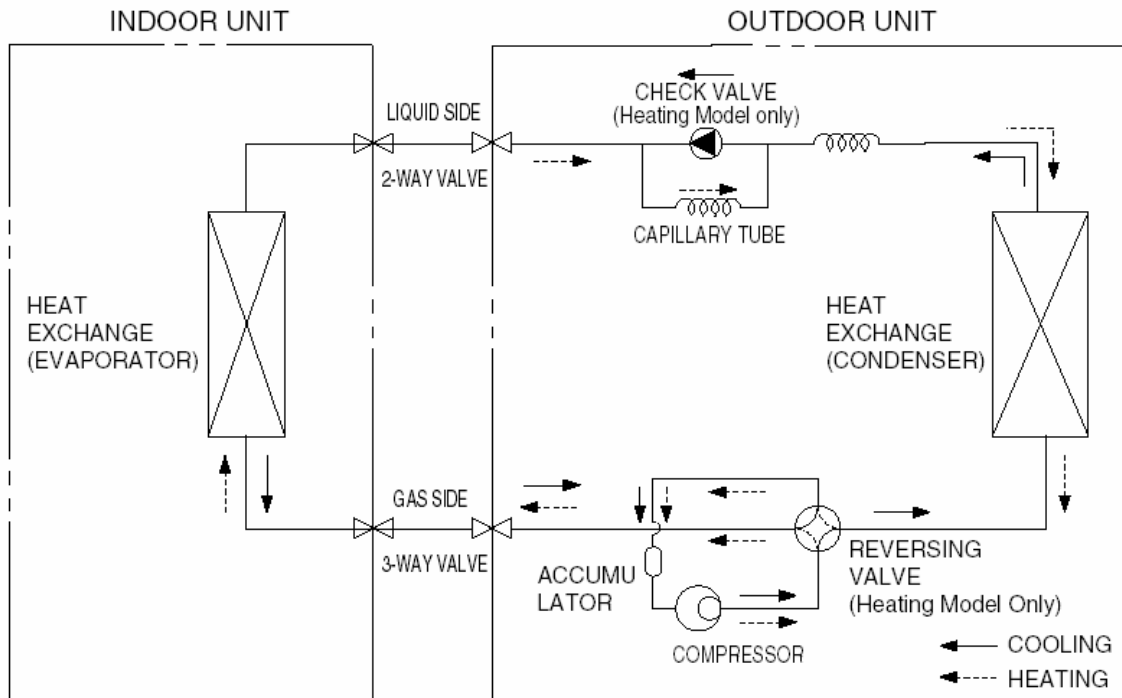 INDOOR UNIT
OUTDOOR UNIT
LIQUID SIDE
CHECK VALVE
(Heating Model only)
2-WAY VALVE
CAPILLARY TUBE
HEAT
EXCHANGE
(EVAPORATOR)
HEAT
EXCHANGE
(CONDENSER)
GAS SIDE
3-WAY VALVE
ACCUMU
LATOR
REVERSING
VALVE
(Heating Model Only)
COMPRESSOR
COOLING
HEATING